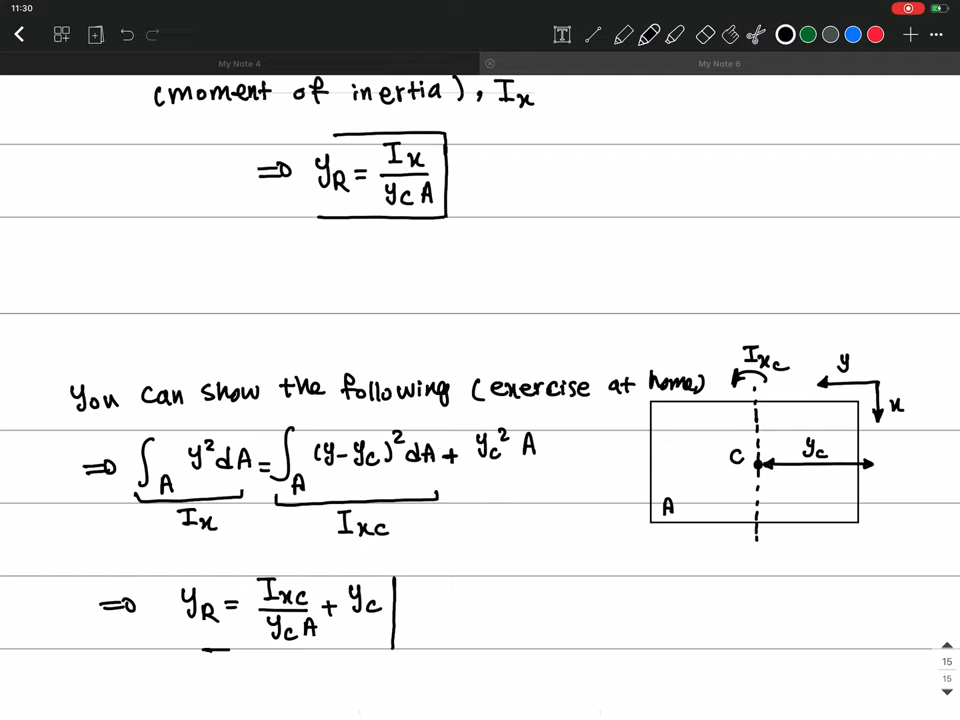 11:30
My Note 4
My Note 6
(moment of inertia), Ix
⇒ yR = Ix / yc A
You can show the following (exercise at home)
⇒ ∫A y² dA = ∫A (y - yc)² dA + yc² A
Ix
Ixc
⇒ yR = Ixc / yc A + yc
Ixc
y
x
C
yc
A
15
15